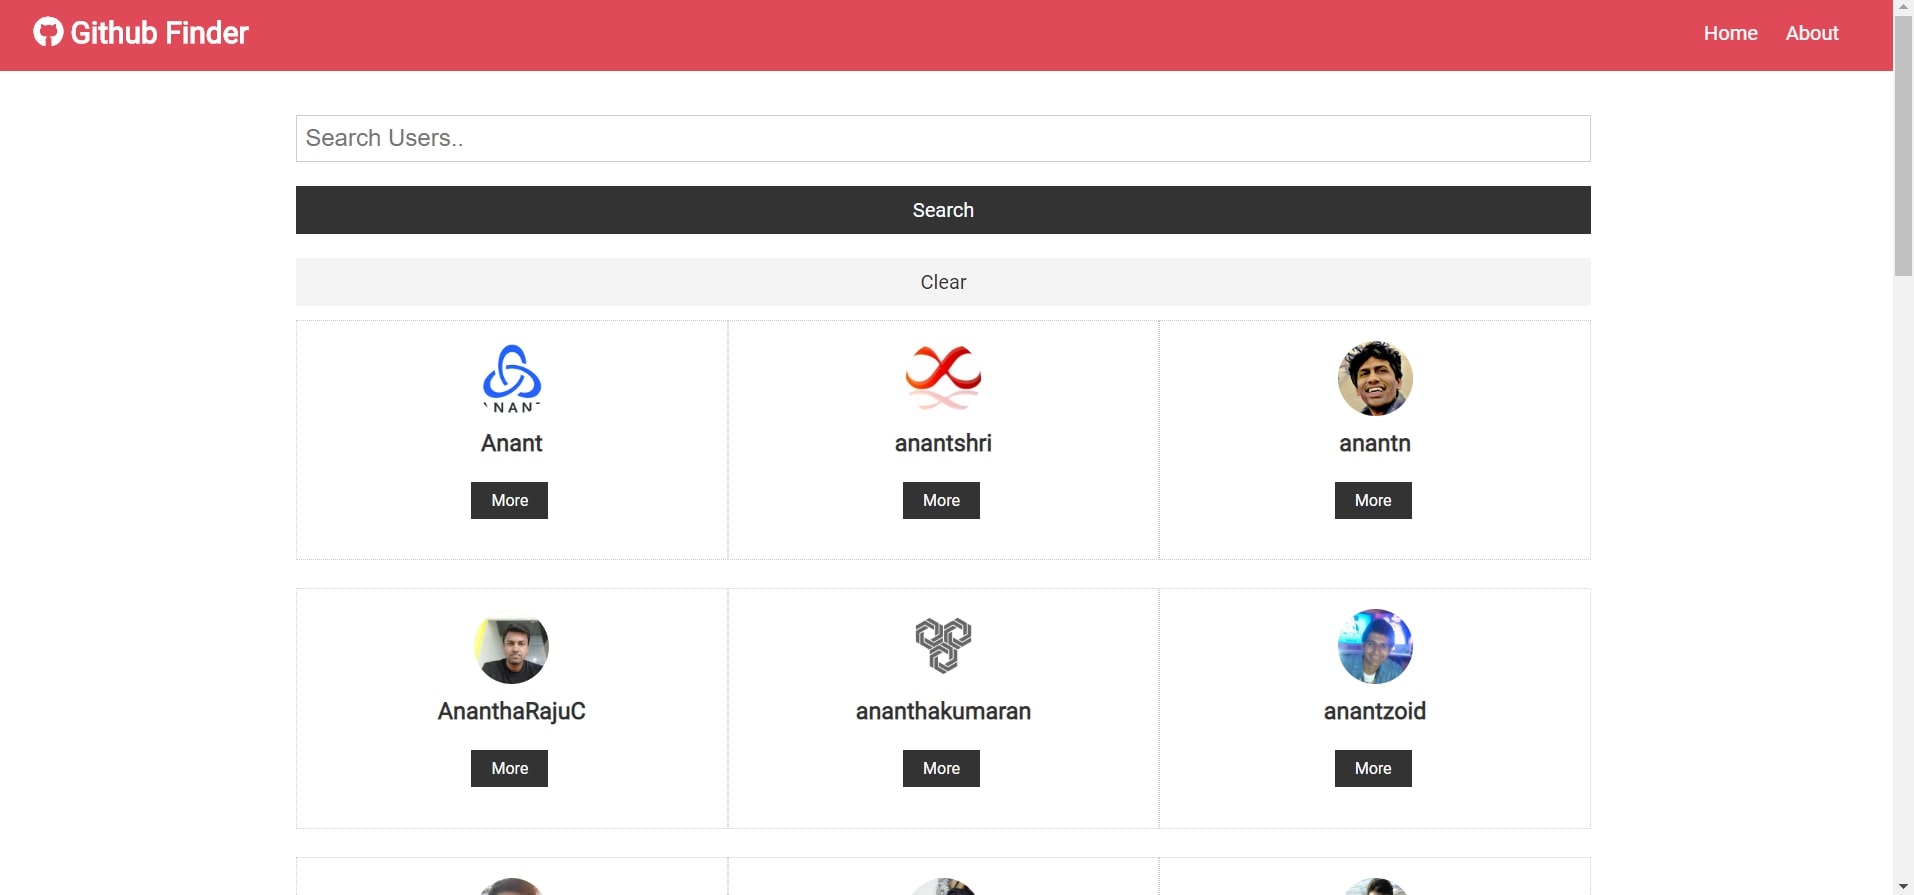 Github Finder
Home About
Search Users..
Search
Clear
NAN
Anant anantshri anantn
More More More
AnanthaRajuC ananthakumaran anantzoid
More More More